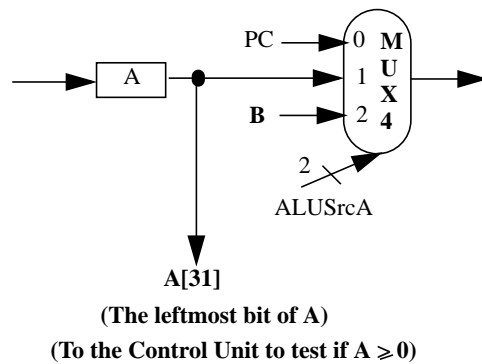 PC
0
M
U
X
4
A
1
B
2
2
ALUSrcA
A[31]
(The leftmost bit of A)
(To the Control Unit to test if A ⩾ 0)